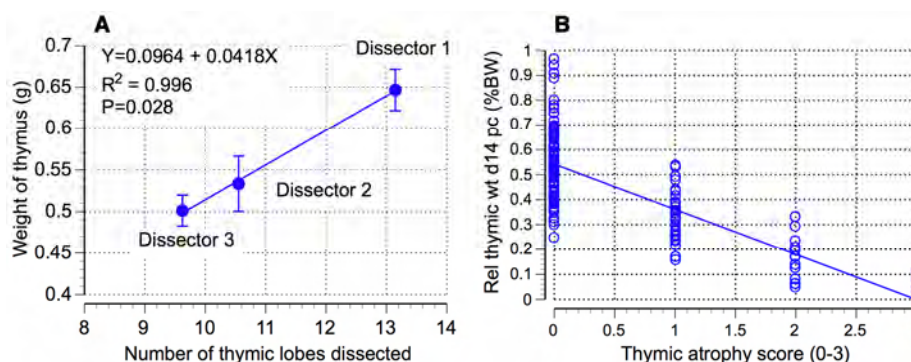 A
Y=0.0964 + 0.0418X
R² = 0.996
P=0.028
Dissector 1
Dissector 2
Dissector 3
Weight of thymus (g)
0.7
0.65
0.6
0.55
0.5
0.45
0.4
8 9 10 11 12 13 14
Number of thymic lobes dissected
B
Rel thymic wt d14 pc (%BW)
1
0.9
0.8
0.7
0.6
0.5
0.4
0.3
0.2
0.1
0
0 0.5 1 1.5 2 2.5
Thymic atrophy score (0-3)